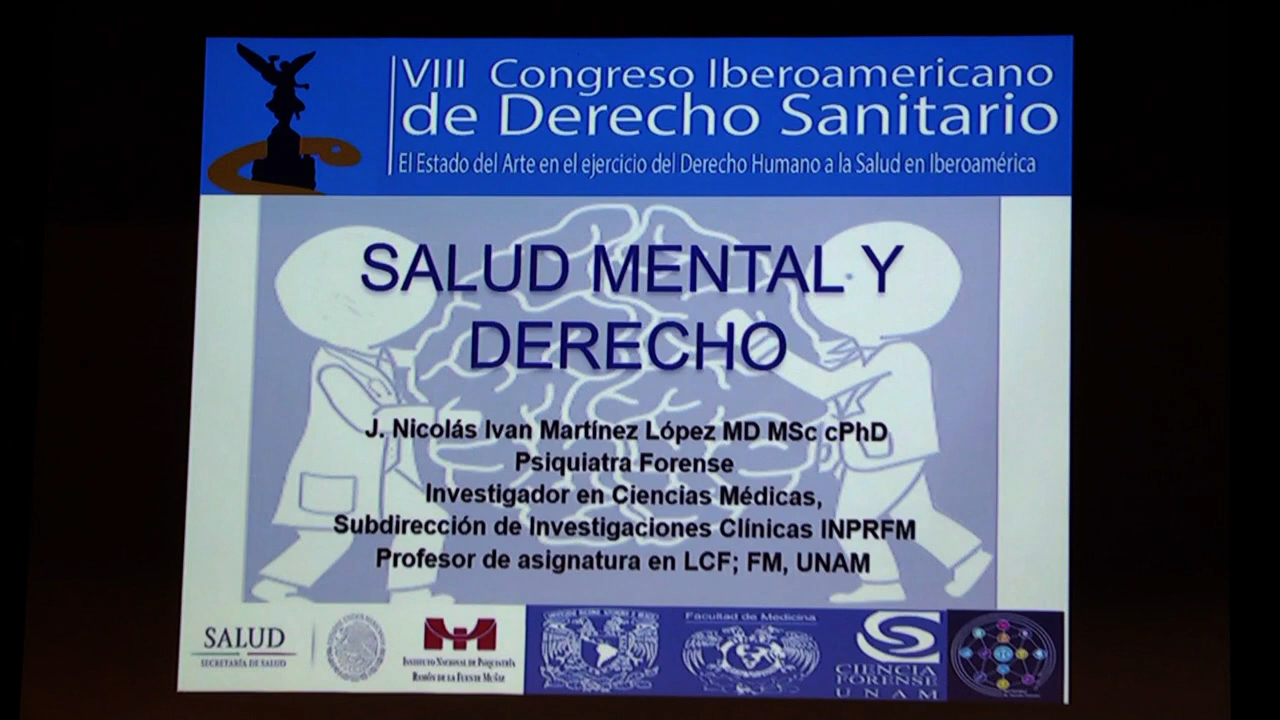 VIII Congreso Iberoamericano
de Derecho Sanitario
El Estado del Arte en el ejercicio del Derecho Humano a la Salud en Iberoamérica
SALUD MENTAL Y
DERECHO
J. Nicolás Ivan Martínez López MD MSc cPhD
Psiquiatra Forense
Investigador en Ciencias Médicas,
Subdirección de Investigaciones Clínicas INPRFM
Profesor de asignatura en LCF; FM, UNAM
SALUD
SECRETARÍA DE SALUD
INSTITUTO NACIONAL DE PSIQUIATRÍA
RAMÓN DE LA FUENTE MUÑIZ
Facultad de Medicina
CIENCIA
FORENSE
UNAM